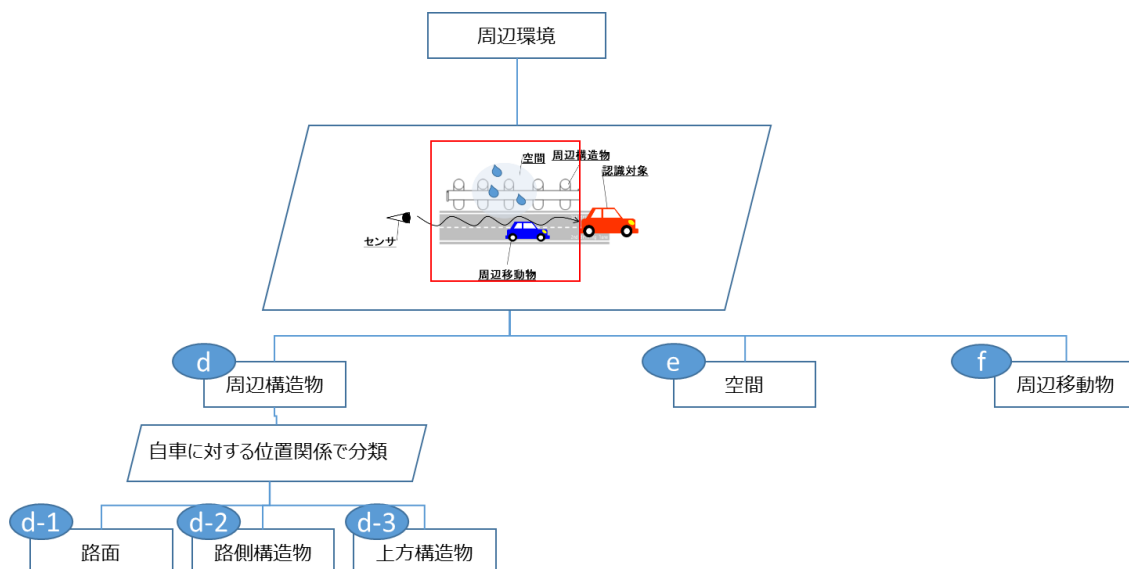 周辺環境
空間
周辺構造物
認識対象
センサ
周辺移動物
d
周辺構造物
e
空間
f
周辺移動物
自車に対する位置関係で分類
d-1
路面
d-2
路側構造物
d-3
上方構造物